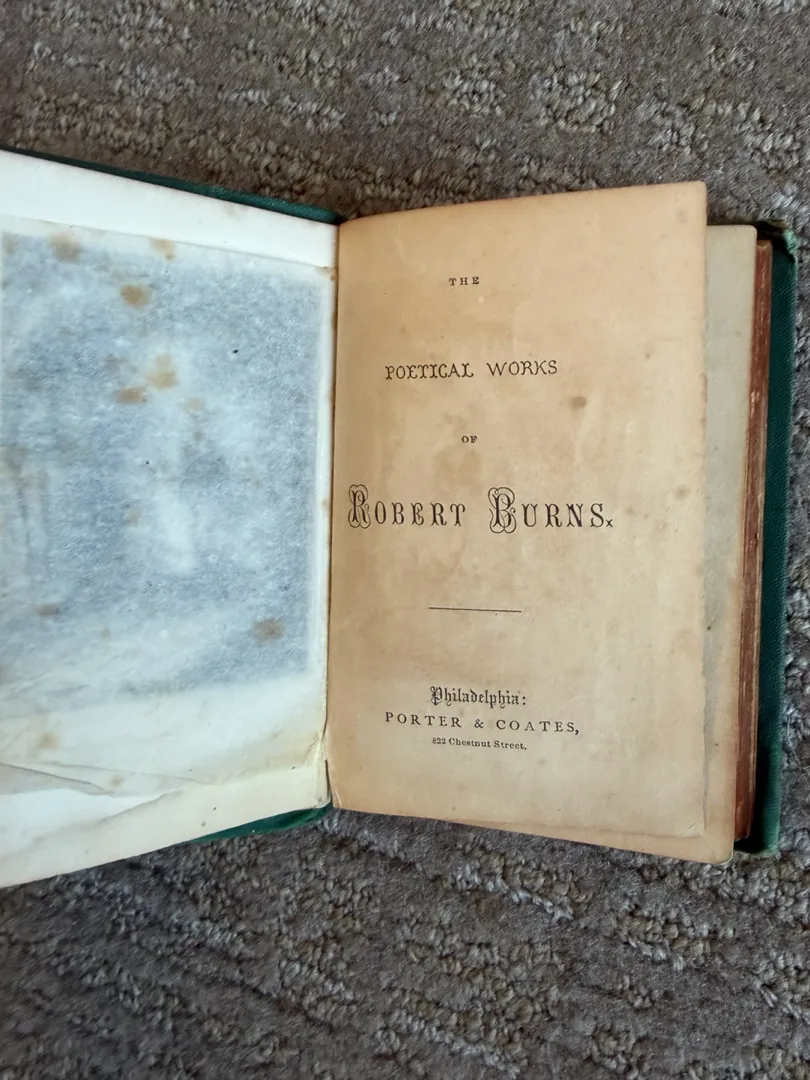 THE
POETICAL WORKS
OF
ROBERT BURNS.
Philadelphia:
PORTER & COATES,
822 Chestnut Street.